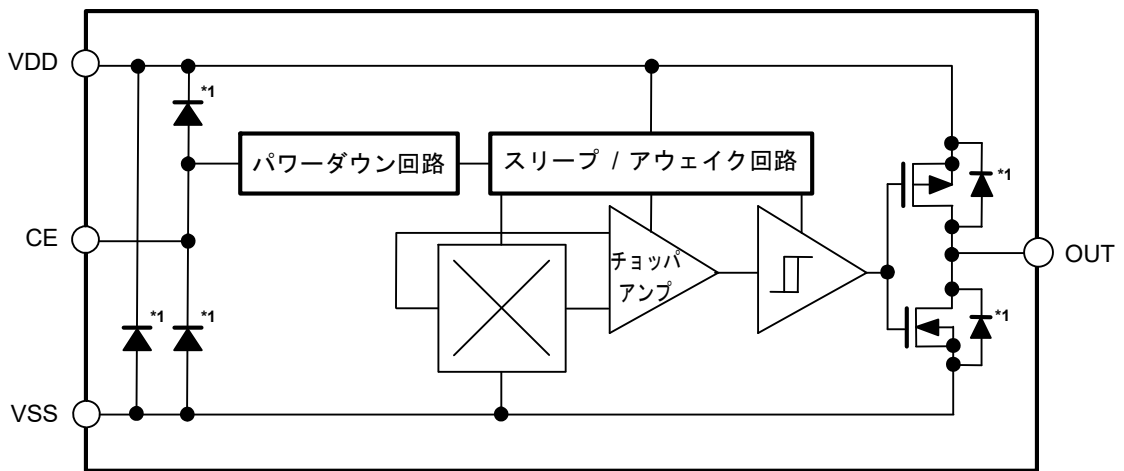 VDD
*1
パワーダウン回路
スリープ / アウェイク回路
*1
CE
チョッパ
アンプ
OUT
*1
*1
*1
VSS